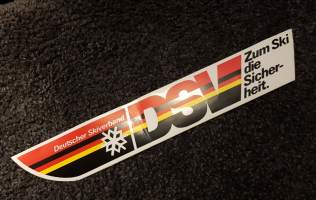 Deutscher Skiverband
DSV
Zum Ski
die
Sicher-
heit.